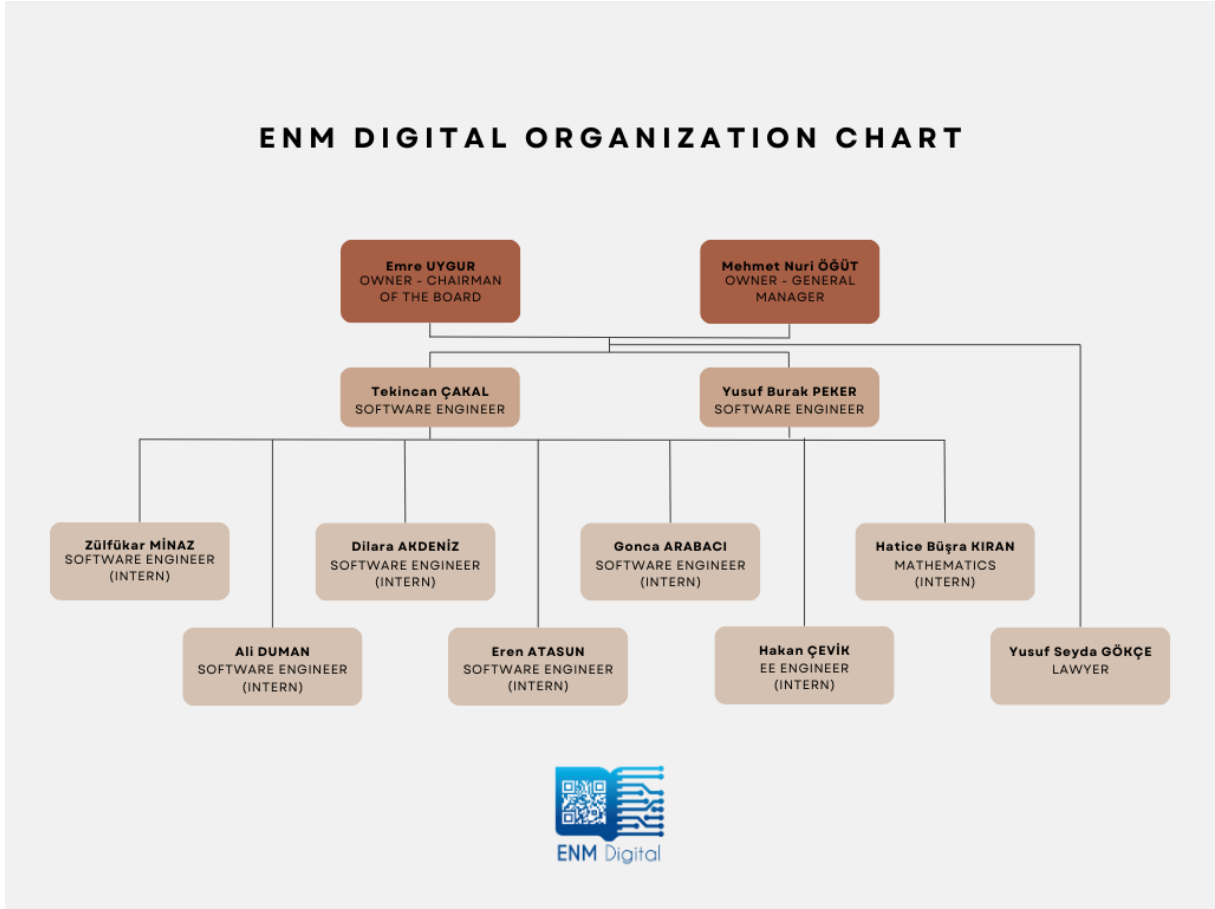 ENM DIGITAL ORGANIZATION CHART
Emre UYGUR
OWNER - CHAIRMAN
OF THE BOARD
Mehmet Nuri ÖĞÜT
OWNER - GENERAL
MANAGER
Tekincan ÇAKAL
SOFTWARE ENGINEER
Yusuf Burak PEKER
SOFTWARE ENGINEER
Zülfükar MİNAZ
SOFTWARE ENGINEER
(INTERN)
Dilara AKDENİZ
SOFTWARE ENGINEER
(INTERN)
Gonca ARABACI
SOFTWARE ENGINEER
(INTERN)
Hatice Büşra KIRAN
MATHEMATICS
(INTERN)
Ali DUMAN
SOFTWARE ENGINEER
(INTERN)
Eren ATASUN
SOFTWARE ENGINEER
(INTERN)
Hakan ÇEVİK
EE ENGINEER
(INTERN)
Yusuf Seyda GÖKÇE
LAWYER
ENM Digital